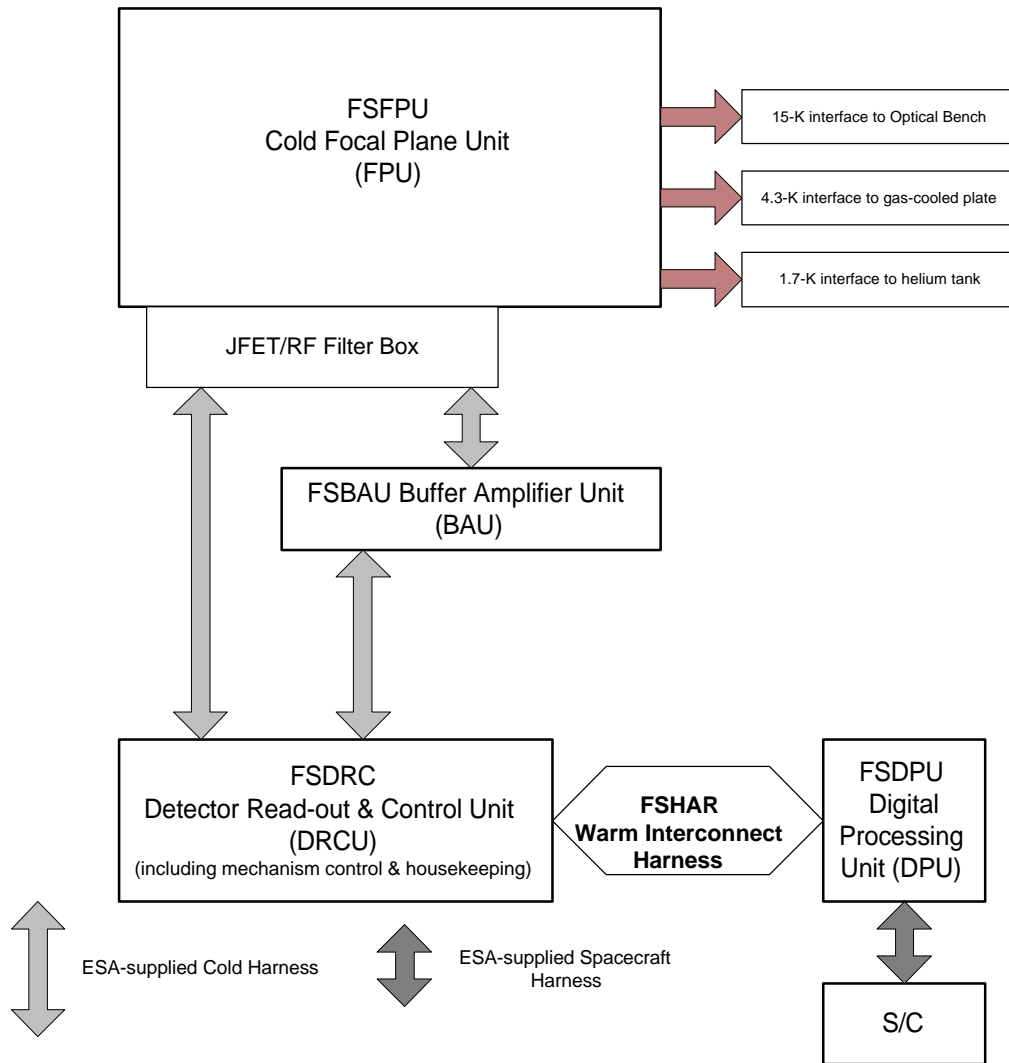 FSFPU
Cold Focal Plane Unit
(FPU)
15-K interface to Optical Bench
4.3-K interface to gas-cooled plate
1.7-K interface to helium tank
JFET/RF Filter Box
FSBAU Buffer Amplifier Unit
(BAU)
FSDRC
Detector Read-out & Control Unit
(DRCU)
(including mechanism control & housekeeping)
FSHAR
Warm Interconnect
Harness
FSDPU
Digital
Processing
Unit (DPU)
ESA-supplied Cold Harness
ESA-supplied Spacecraft
Harness
S/C